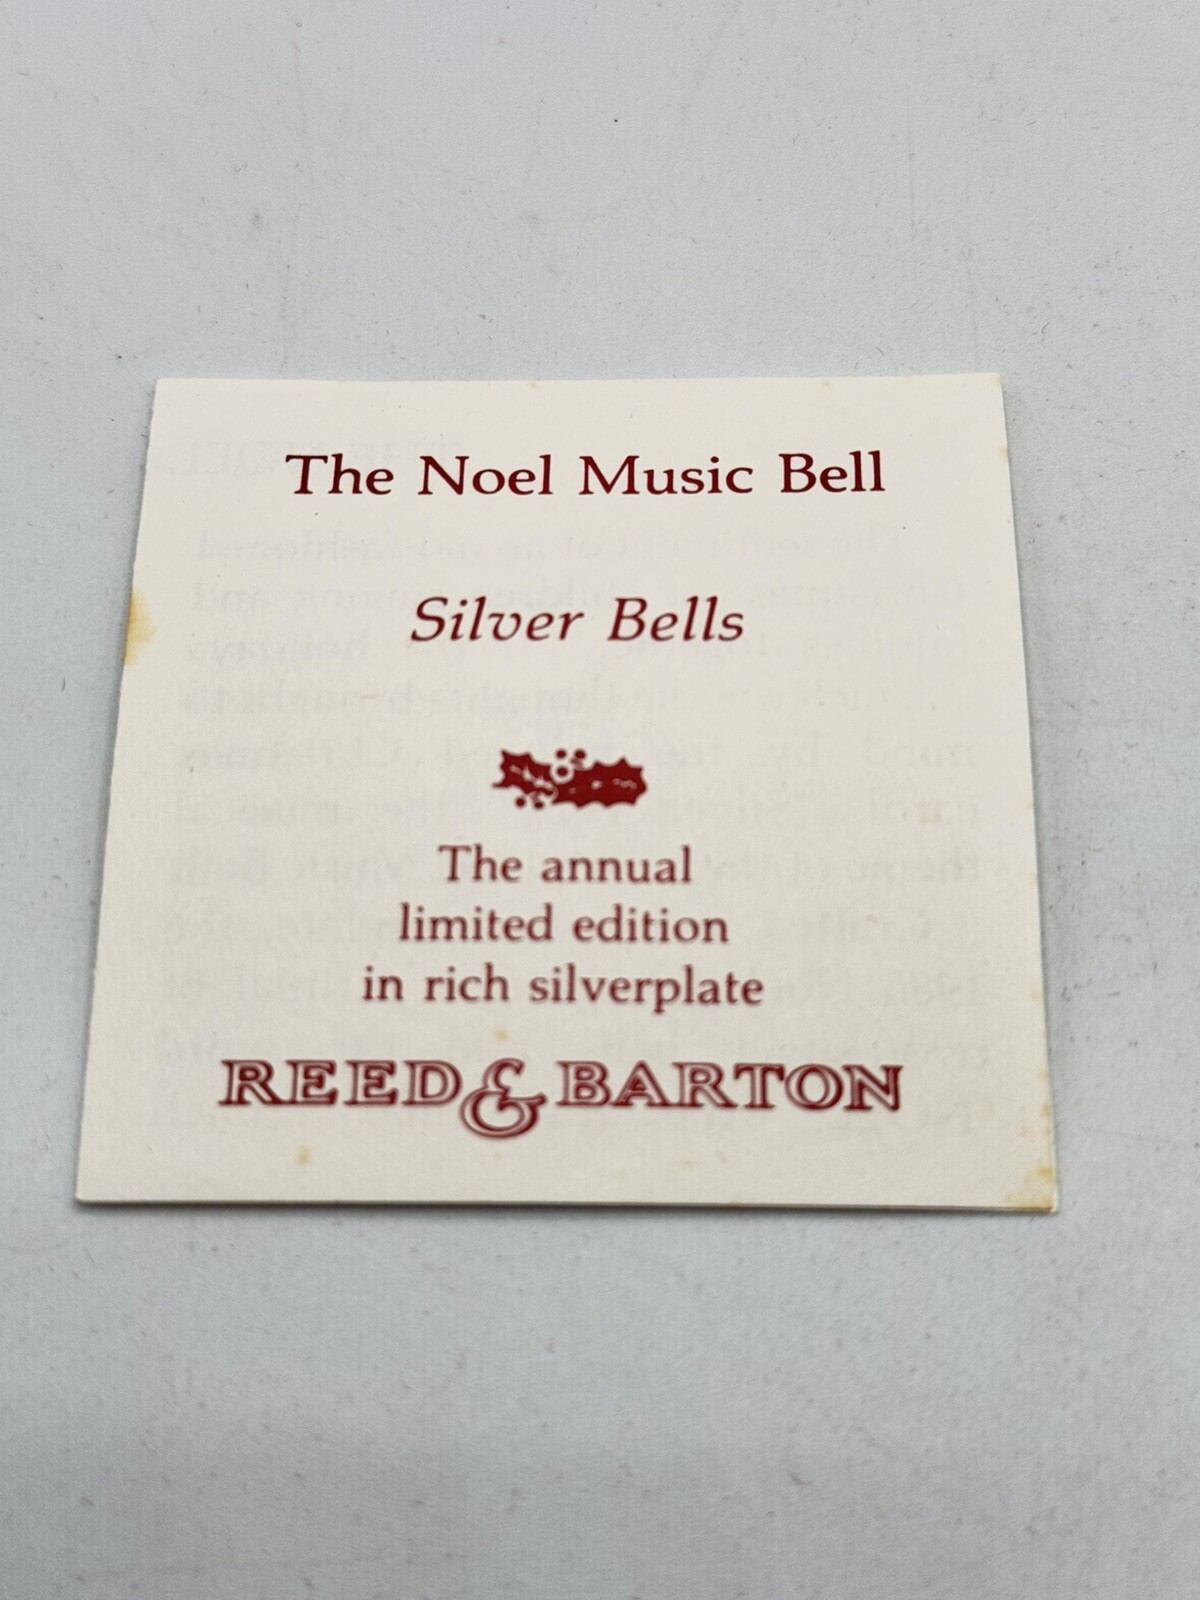 The Noel Music Bell
Silver Bells
The annual
limited edition
in rich silverplate
REED & BARTON